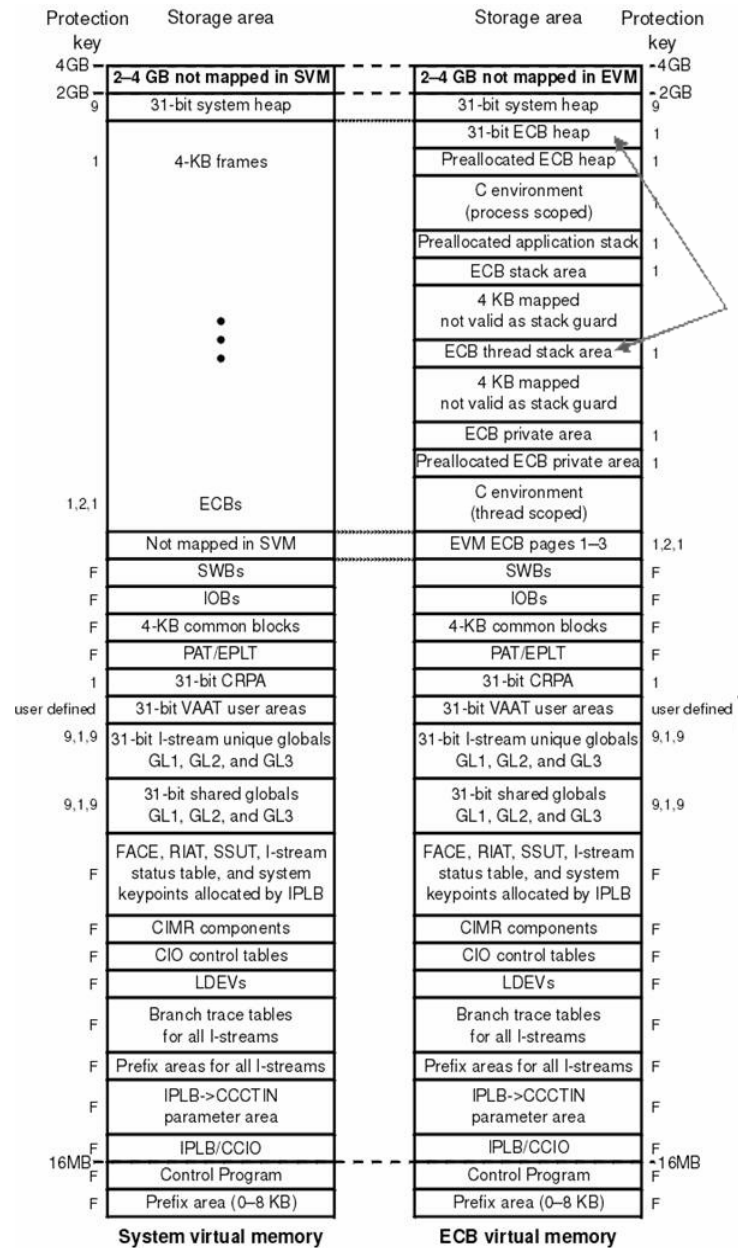 Protection key Storage area Storage area Protection key
4GB 4GB
2–4 GB not mapped in SVM 2–4 GB not mapped in EVM
2GB 2GB
9 31-bit system heap 31-bit system heap 9
31-bit ECB heap 1
1 4-KB frames Preallocated ECB heap 1
C environment
(process scoped) 1
Preallocated application stack 1
ECB stack area 1
4 KB mapped
not valid as stack guard
ECB thread stack area 1
4 KB mapped
not valid as stack guard
ECB private area 1
Preallocated ECB private area 1
1,2,1 ECBs C environment
(thread scoped)
Not mapped in SVM EVM ECB pages 1–3 1,2,1
F SWBs SWBs F
F IOBs IOBs F
F 4-KB common blocks 4-KB common blocks F
F PAT/EPLT PAT/EPLT F
1 31-bit CRPA 31-bit CRPA 1
user defined 31-bit VAAT user areas 31-bit VAAT user areas user defined
9,1,9 31-bit I-stream unique globals 31-bit I-stream unique globals 9,1,9
GL1, GL2, and GL3 GL1, GL2, and GL3
9,1,9 31-bit shared globals 31-bit shared globals 9,1,9
GL1, GL2, and GL3 GL1, GL2, and GL3
FACE, RIAT, SSUT, I-stream FACE, RIAT, SSUT, I-stream
F status table, and system status table, and system F
keypoints allocated by IPLB keypoints allocated by IPLB
F CIMR components CIMR components F
F CIO control tables CIO control tables F
F LDEVs LDEVs F
F Branch trace tables Branch trace tables F
for all I-streams for all I-streams
F Prefix areas for all I-streams Prefix areas for all I-streams F
F IPLB->CCCTIN IPLB->CCCTIN F
parameter area parameter area
F IPLB/CCIO IPLB/CCIO F
16MB 16MB
F Control Program Control Program F
F Prefix area (0–8 KB) Prefix area (0–8 KB) F
System virtual memory ECB virtual memory